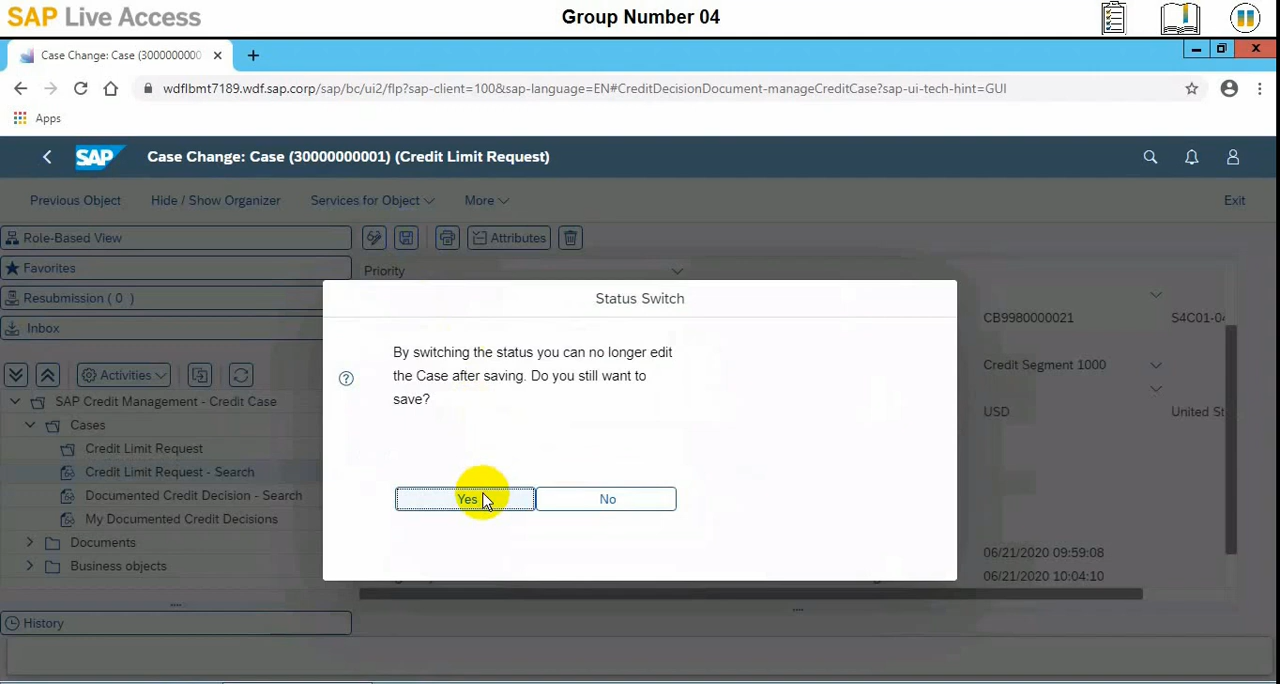 SAP Live Access
Group Number 04
Case Change: Case (3000000000
wdflbmt7189.wdf.sap.corp/sap/bc/ui2/flp?sap-client=100&sap-language=EN#CreditDecisionDocument-manageCreditCase?sap-ui-tech-hint=GUI
Apps
SAP Case Change: Case (30000000001) (Credit Limit Request)
Previous Object Hide / Show Organizer Services for Object More Exit
Role-Based View Attributes
Favorites Priority
Resubmission ( 0 )
Status Switch
CB9980000021 S4C01-04
Inbox
By switching the status you can no longer edit
the Case after saving. Do you still want to
save?
Credit Segment 1000
Activities
SAP Credit Management - Credit Case
USD United St
Cases
Credit Limit Request
Credit Limit Request - Search
Documented Credit Decision - Search
My Documented Credit Decisions
Yes No
Documents
06/21/2020 09:59:08
Business objects
06/21/2020 10:04:10
History